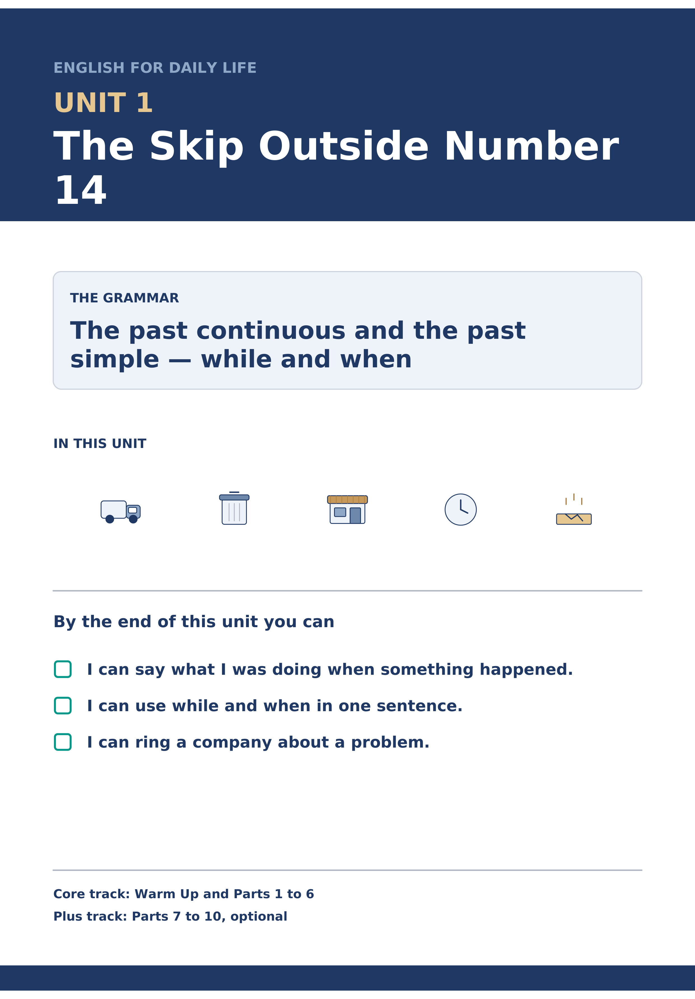 ENGLISH FOR DAILY LIFE
UNIT 1
The Skip Outside Number
14
THE GRAMMAR
The past continuous and the past
simple — while and when
IN THIS UNIT
By the end of this unit you can
I can say what I was doing when something happened.
I can use while and when in one sentence.
I can ring a company about a problem.
Core track: Warm Up and Parts 1 to 6
Plus track: Parts 7 to 10, optional